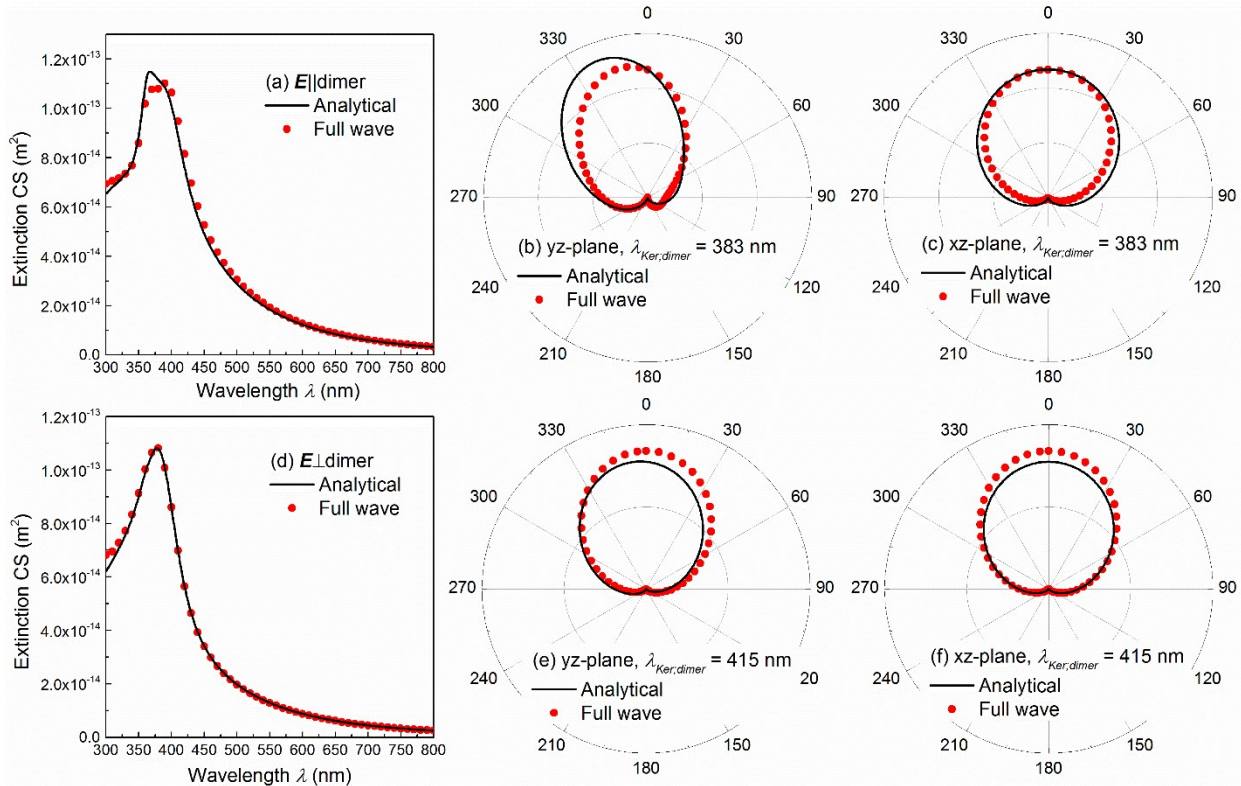 1.2x10⁻¹³
1.0x10⁻¹³
8.0x10⁻¹⁴
6.0x10⁻¹⁴
4.0x10⁻¹⁴
2.0x10⁻¹⁴
0.0
Extinction CS (m²)
(a) E||dimer
Analytical
Full wave
300 350 400 450 500 550 600 650 700 750 800
Wavelength λ (nm)
0
330 30
300 60
270 90
240 120
210 150
180
(b) yz-plane, λKer;dimer = 383 nm
Analytical
Full wave
0
330 30
300 60
270 90
240 120
210 150
180
(c) xz-plane, λKer;dimer = 383 nm
Analytical
Full wave
1.2x10⁻¹³
1.0x10⁻¹³
8.0x10⁻¹⁴
6.0x10⁻¹⁴
4.0x10⁻¹⁴
2.0x10⁻¹⁴
0.0
Extinction CS (m²)
(d) E⊥dimer
Analytical
Full wave
300 350 400 450 500 550 600 650 700 750 800
Wavelength λ (nm)
0
330 30
300 60
270 90
240 20
210 150
180
(e) yz-plane, λKer;dimer = 415 nm
Analytical
Full wave
0
330 30
300 60
270 90
240 120
210 150
180
(f) xz-plane, λKer;dimer = 415 nm
Analytical
Full wave